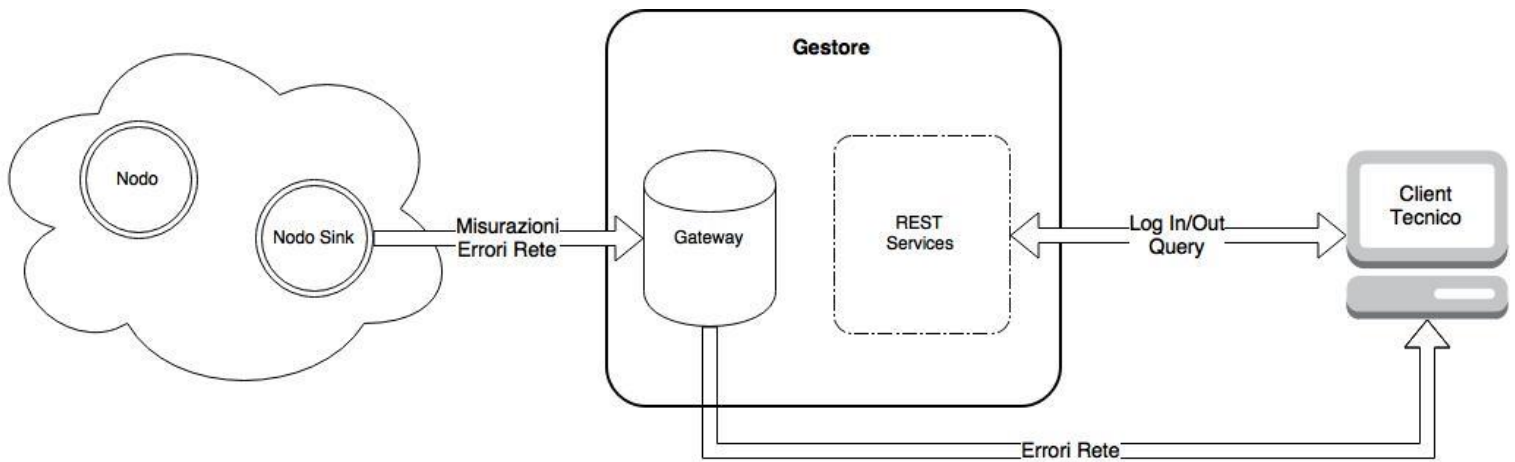 Gestore
Nodo
Nodo Sink
Misurazioni
Errori Rete
Gateway
REST
Services
Log In/Out
Query
Client
Tecnico
Errori Rete